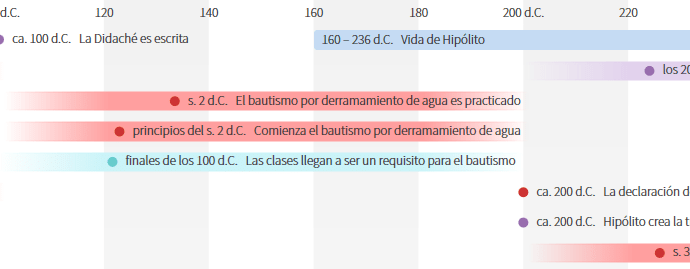 d.C. 120 140 160 180 200 d.C. 220
ca. 100 d.C. La Didaché es escrita
160 – 236 d.C. Vida de Hipólito
los 20
s. 2 d.C. El bautismo por derramamiento de agua es practicado
principios del s. 2 d.C. Comienza el bautismo por derramamiento de agua
finales de los 100 d.C. Las clases llegan a ser un requisito para el bautismo
ca. 200 d.C. La declaración d
ca. 200 d.C. Hipólito crea la t
s. 3